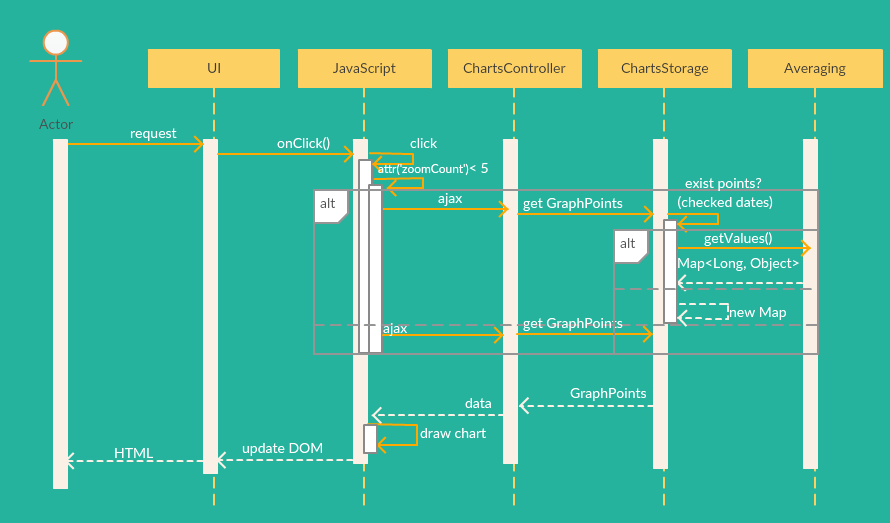 UI
JavaScript
ChartsController
ChartsStorage
Averaging
Actor
request
onClick()
click
attr('zoomCount')< 5
exist points?
(checked dates)
alt
ajax
get GraphPoints
alt
getValues()
Map<Long, Object>
new Map
ajax
get GraphPoints
GraphPoints
data
draw chart
update DOM
HTML